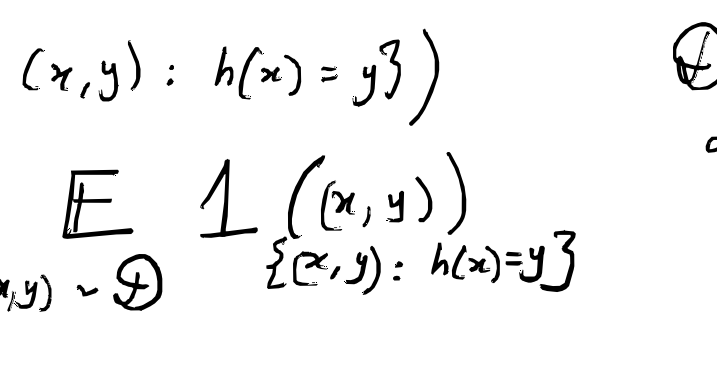 (x,y) : h(x) = y})
𝔼 1 ((x,y))
x,y) ~ D {(x,y): h(x)=y}